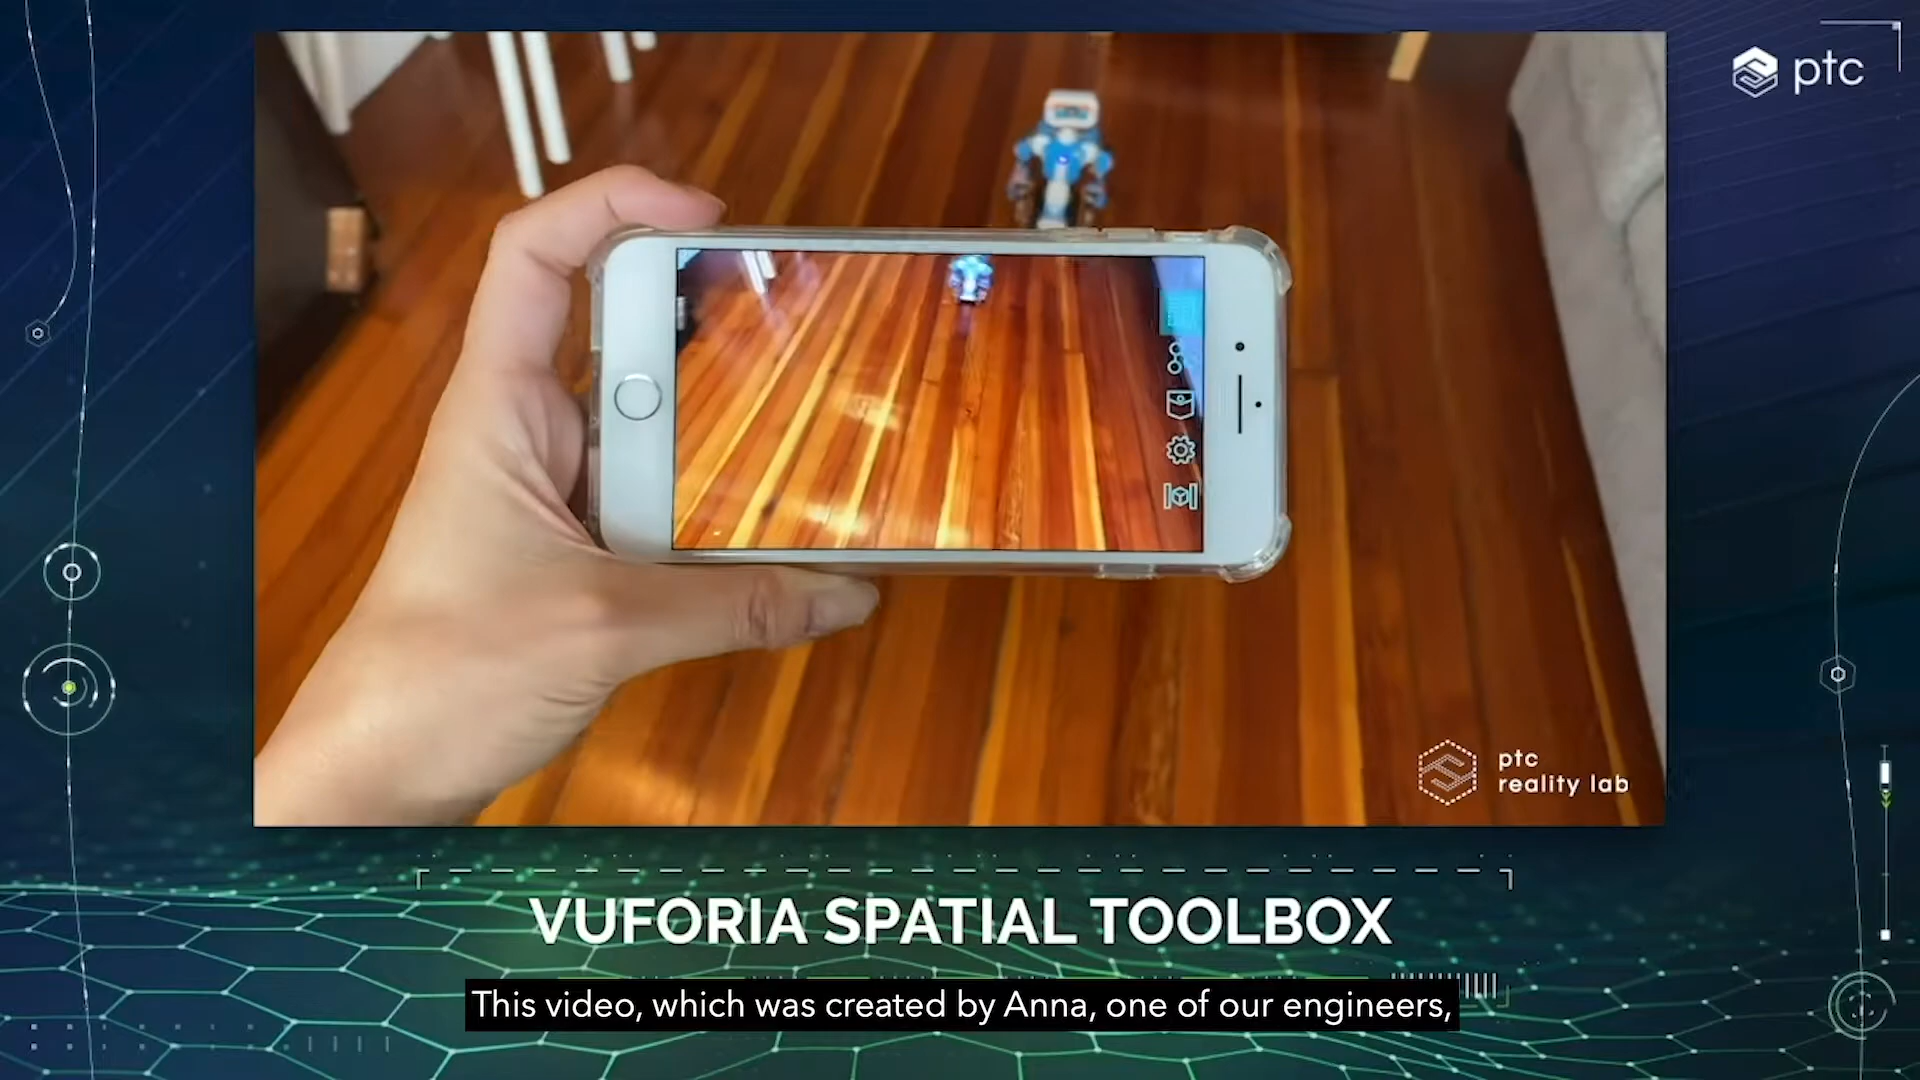 ptc
ptc
reality lab
VUFORIA SPATIAL TOOLBOX
This video, which was created by Anna, one of our engineers,